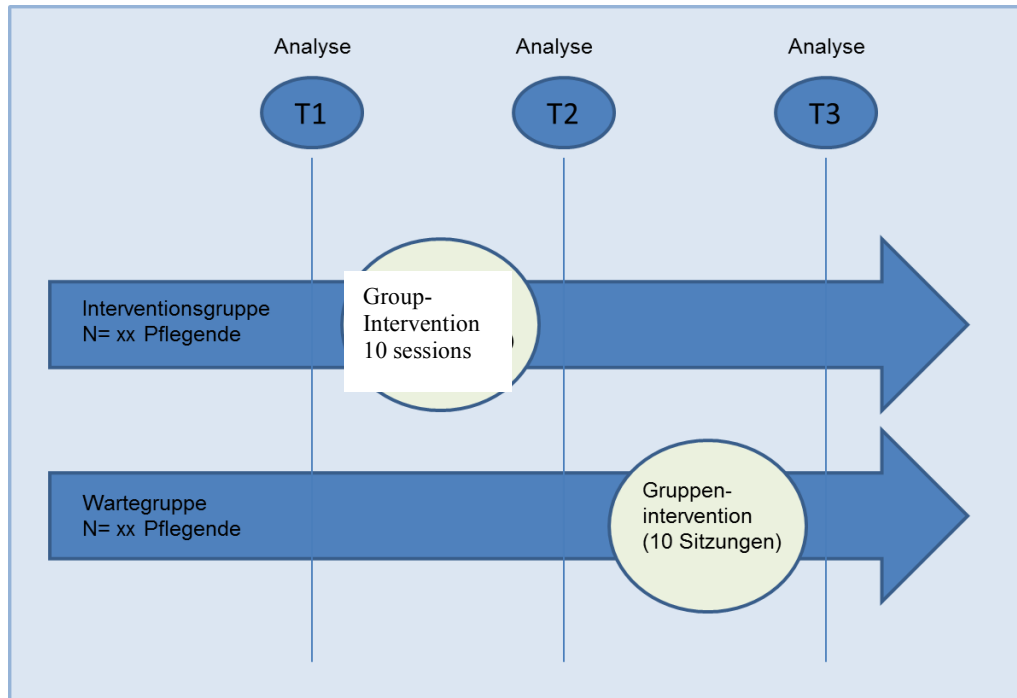 Analyse
Analyse
Analyse
T1
T2
T3
Interventionsgruppe
N= xx Pflegende
Group-
Intervention
10 sessions
Wartegruppe
N= xx Pflegende
Gruppen-
intervention
(10 Sitzungen)